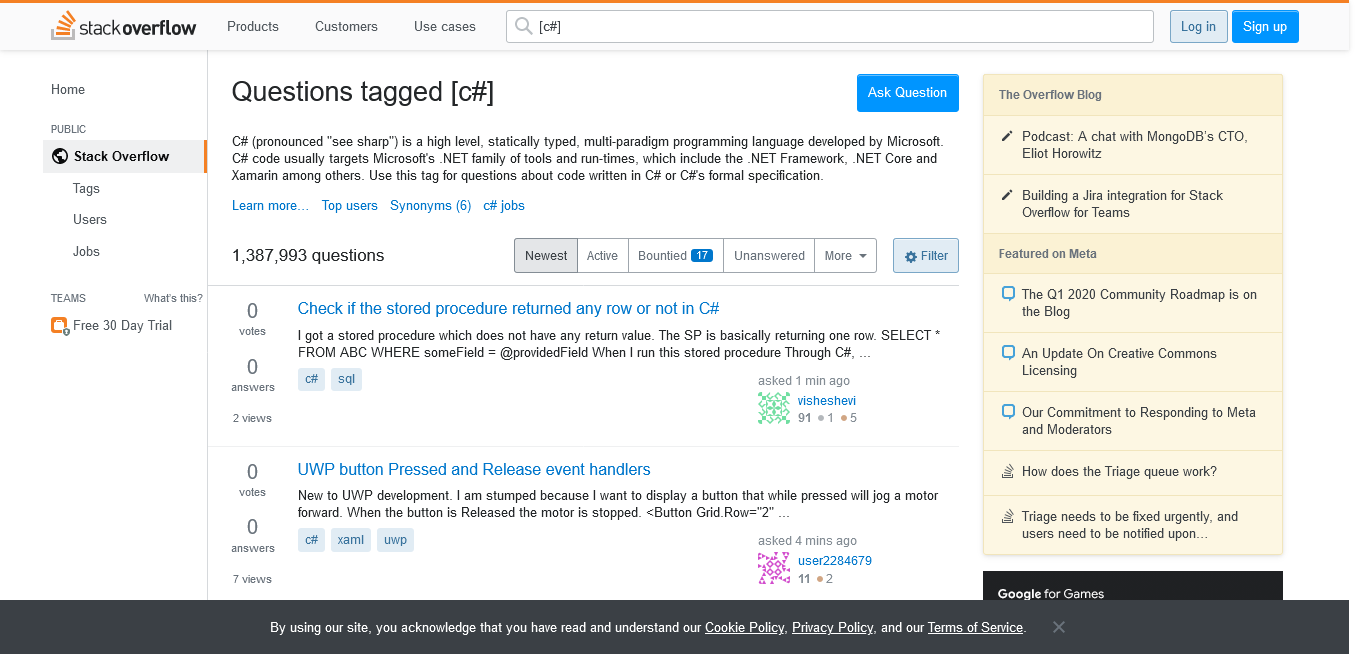 stackoverflow
Products
Customers
Use cases
[c#]
Log in
Sign up
Home
PUBLIC
Stack Overflow
Tags
Users
Jobs
TEAMS
What's this?
Free 30 Day Trial
Questions tagged [c#]
Ask Question
C# (pronounced "see sharp") is a high level, statically typed, multi-paradigm programming language developed by Microsoft.
C# code usually targets Microsoft's .NET family of tools and run-times, which include the .NET Framework, .NET Core and
Xamarin among others. Use this tag for questions about code written in C# or C#'s formal specification.
Learn more… Top users Synonyms (6) c# jobs
1,387,993 questions
Newest
Active
Bountied 17
Unanswered
More
Filter
0
votes
0
answers
2 views
Check if the stored procedure returned any row or not in C#
I got a stored procedure which does not have any return value. The SP is basically returning one row. SELECT *
FROM ABC WHERE someField = @providedField When I run this stored procedure Through C#, ...
c# sql
asked 1 min ago
visheshevi
91 1 5
0
votes
0
answers
7 views
UWP button Pressed and Release event handlers
New to UWP development. I am stumped because I want to display a button that while pressed will jog a motor
forward. When the button is Released the motor is stopped. <Button Grid.Row="2" ...
c# xaml uwp
asked 4 mins ago
user2284679
11 2
The Overflow Blog
Podcast: A chat with MongoDB's CTO,
Eliot Horowitz
Building a Jira integration for Stack
Overflow for Teams
Featured on Meta
The Q1 2020 Community Roadmap is on
the Blog
An Update On Creative Commons
Licensing
Our Commitment to Responding to Meta
and Moderators
How does the Triage queue work?
Triage needs to be fixed urgently, and
users need to be notified upon…
Google for Games
By using our site, you acknowledge that you have read and understand our Cookie Policy, Privacy Policy, and our Terms of Service.